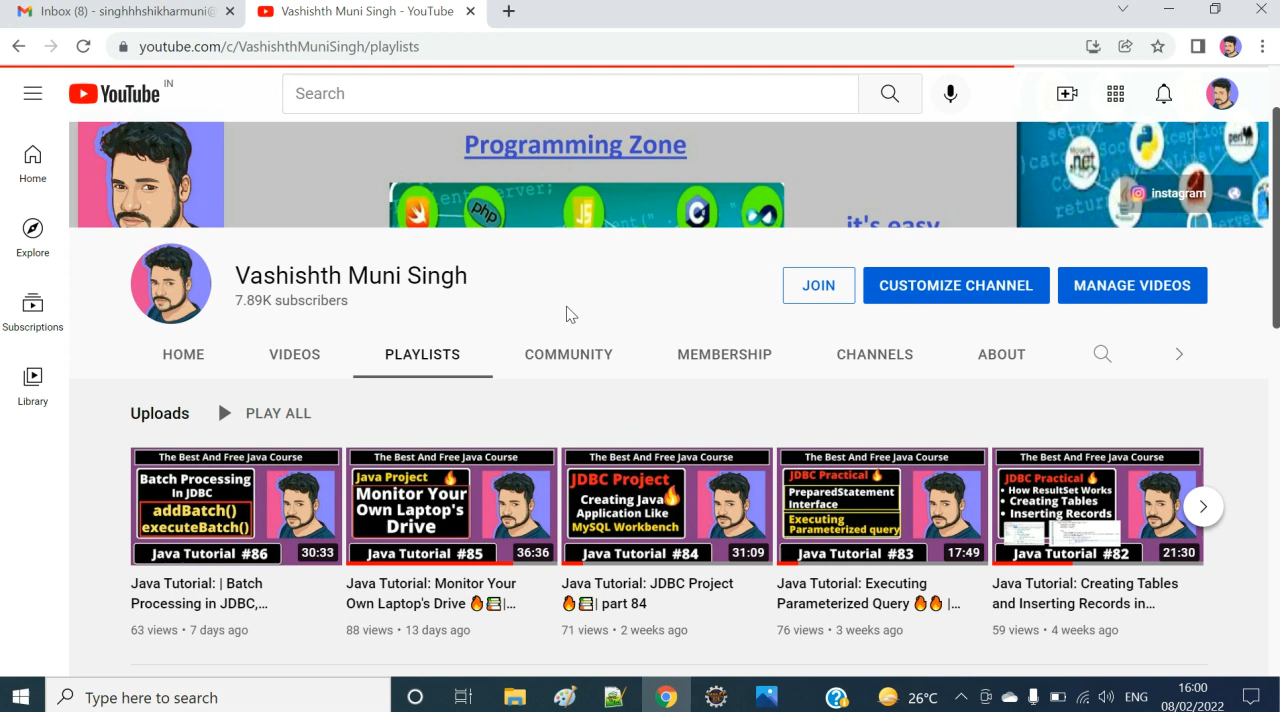 Inbox (8) - singhhhshikharmuni@
Vashishth Muni Singh - YouTube
youtube.com/c/VashishthMuniSingh/playlists
YouTube IN
Search
Programming Zone
it's easy
instagram
Home
Explore
Subscriptions
Library
Vashishth Muni Singh
7.89K subscribers
JOIN
CUSTOMIZE CHANNEL
MANAGE VIDEOS
HOME VIDEOS PLAYLISTS COMMUNITY MEMBERSHIP CHANNELS ABOUT
Uploads PLAY ALL
The Best And Free Java Course
Batch Processing
In JDBC
addBatch()
executeBatch()
Java Tutorial #86
30:33
Java Tutorial: | Batch
Processing in JDBC,...
63 views • 7 days ago
The Best And Free Java Course
Java Project 🔥
Monitor Your
Own Laptop's
Drive
Java Tutorial #85
36:36
Java Tutorial: Monitor Your
Own Laptop's Drive 🔥📗|...
88 views • 13 days ago
The Best And Free Java Course
JDBC Project
Creating Java
Application Like
MySQL Workbench
Java Tutorial #84
31:09
Java Tutorial: JDBC Project
🔥📗| part 84
71 views • 2 weeks ago
The Best And Free Java Course
JDBC Practical 🔥
PreparedStatement
Interface
Executing
Parameterized query
Java Tutorial #83
17:49
Java Tutorial: Executing
Parameterized Query 🔥🔥 |...
76 views • 3 weeks ago
The Best And Free Java Course
JDBC Practical 🔥
• How ResultSet Works
• Creating Tables
• Inserting Records
Java Tutorial #82
21:30
Java Tutorial: Creating Tables
and Inserting Records in...
59 views • 4 weeks ago
Type here to search
26°C
ENG
16:00
08/02/2022